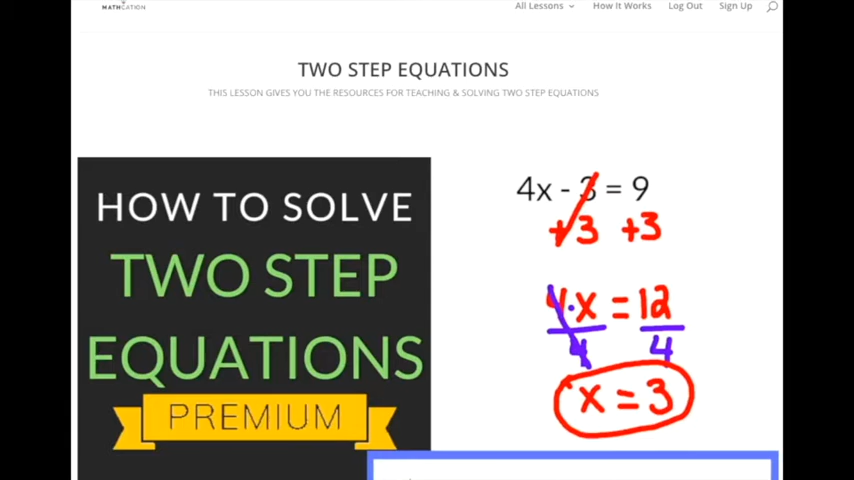 MATHCATION
All Lessons
How It Works
Log Out
Sign Up
TWO STEP EQUATIONS
THIS LESSON GIVES YOU THE RESOURCES FOR TEACHING & SOLVING TWO STEP EQUATIONS
HOW TO SOLVE
TWO STEP
EQUATIONS
PREMIUM
4x - 3 = 9
+3 +3
4·x = 12
4 4
x = 3